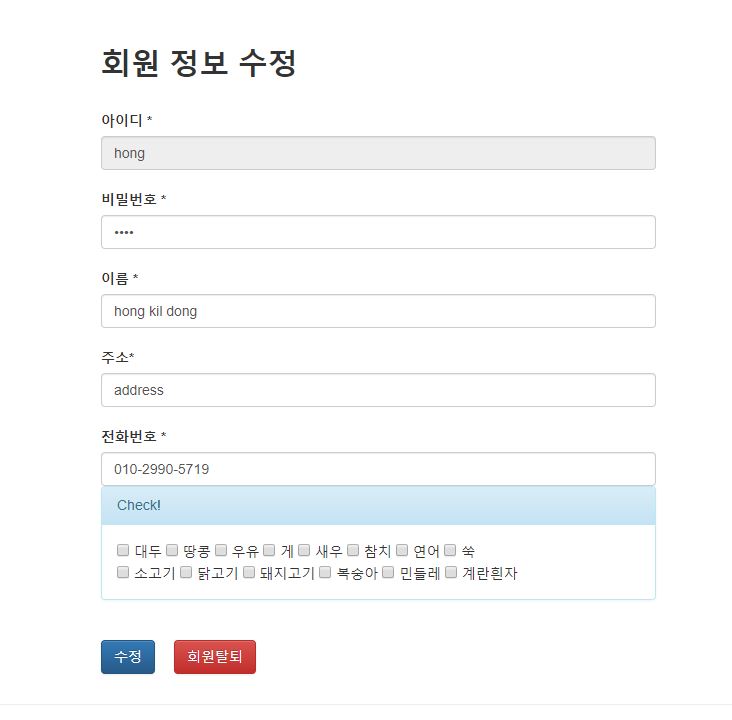 회원 정보 수정
아이디 *
hong
비밀번호 *
••••
이름 *
hong kil dong
주소*
address
전화번호 *
010-2990-5719
Check!
대두 땅콩 우유 게 새우 참치 연어 쑥
소고기 닭고기 돼지고기 복숭아 민들레 계란흰자
수정 회원탈퇴